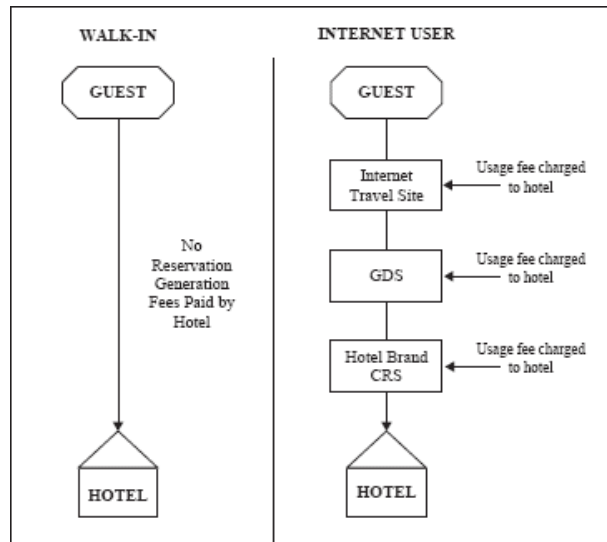 WALK-IN
GUEST
No
Reservation
Generation
Fees Paid by
Hotel
HOTEL
INTERNET USER
GUEST
Internet
Travel Site
Usage fee charged
to hotel
GDS
Usage fee charged
to hotel
Hotel Brand
CRS
Usage fee charged
to hotel
HOTEL